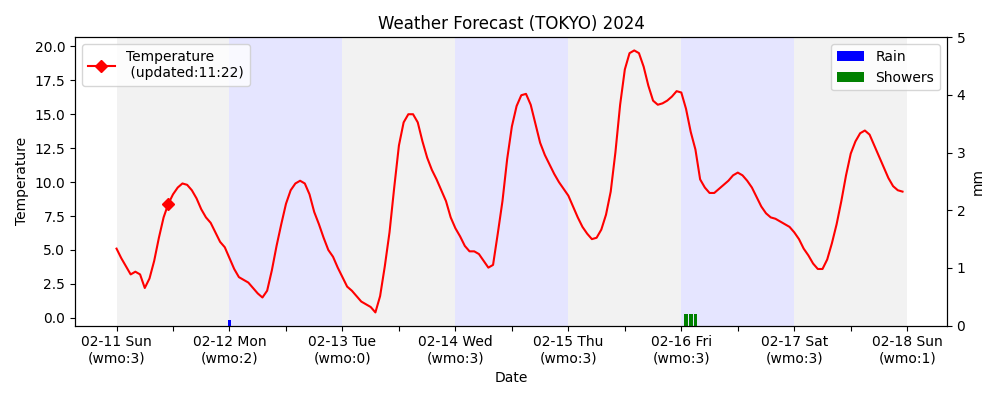 Weather Forecast (TOKYO) 2024
Temperature
(updated:11:22)
Rain
Showers
Temperature
20.0
17.5
15.0
12.5
10.0
7.5
5.0
2.5
0.0
5
4
3
2
1
0
mm
02-11 Sun
(wmo:3)
02-12 Mon
(wmo:2)
02-13 Tue
(wmo:0)
02-14 Wed
(wmo:3)
02-15 Thu
(wmo:3)
02-16 Fri
(wmo:3)
02-17 Sat
(wmo:3)
02-18 Sun
(wmo:1)
Date